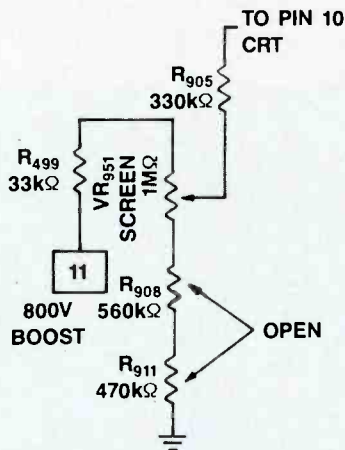 TO PIN 10
CRT
R905
330kΩ
R499
33kΩ
VR951
SCREEN
1MΩ
11
800V
BOOST
R908
560kΩ
OPEN
R911
470kΩ